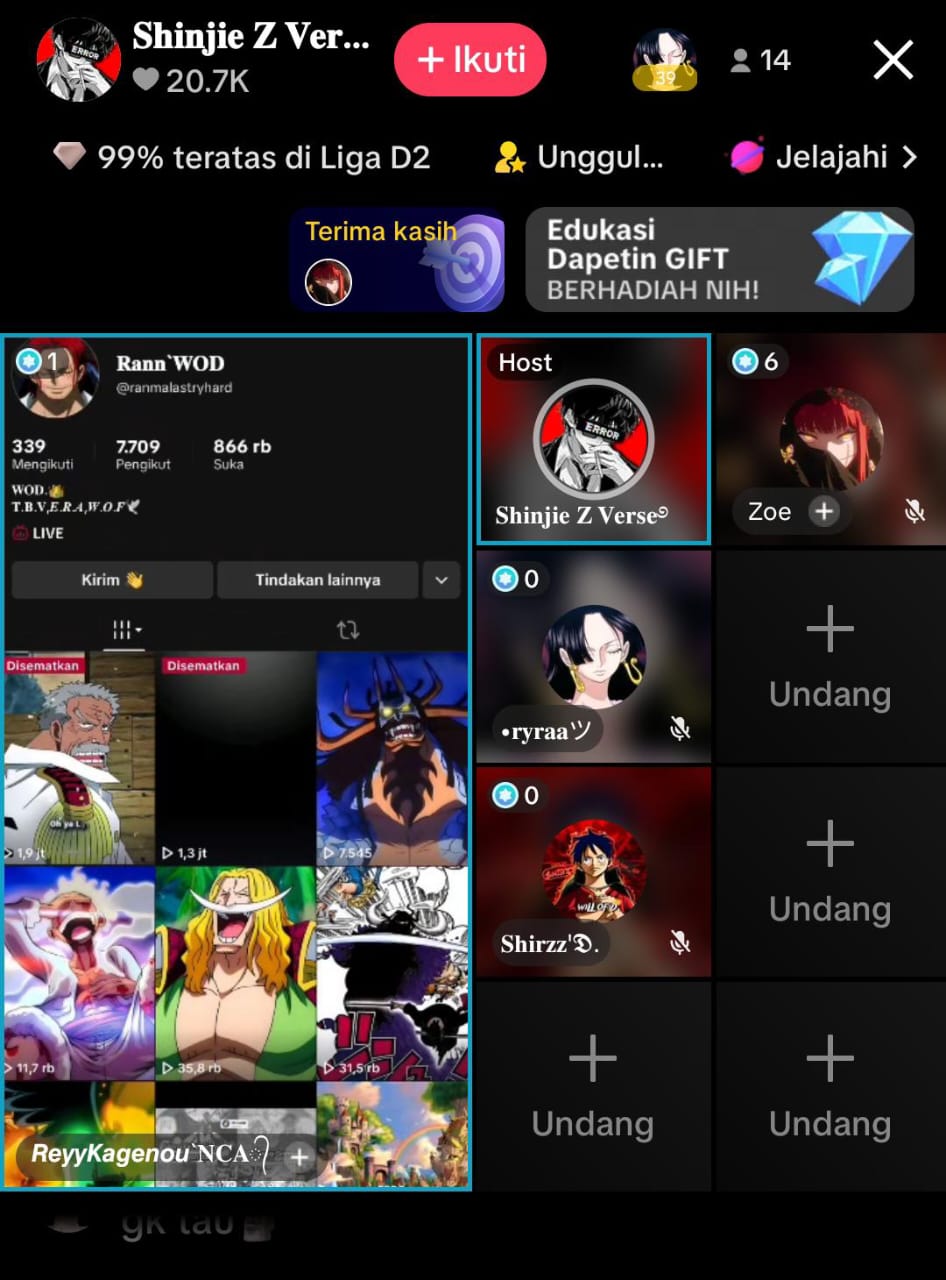 Shinjie Z Ver...
20.7K
+ Ikuti
39
14
99% teratas di Liga D2
Unggul...
Jelajahi
Terima kasih
Edukasi
Dapetin GIFT
BERHADIAH NIH!
1
Rann`WOD
@ranmalastryhard
339
Mengikuti
7.709
Pengikut
866 rb
Suka
WOD.👑
T.B.V,E.R.A,W.O.F🕊
LIVE
Kirim 👋
Tindakan lainnya
Disematkan
Disematkan
1,9 jt
1,3 jt
7.545
11,7 rb
35,8 rb
31,5 rb
ReyyKagenou`NCA
Host
ERROR
Shinjie Z Verse
6
Zoe
0
•ryraaツ
Undang
0
WILL OF D
Shirzz'𝕯.
Undang
Undang
Undang
gk tau🗿